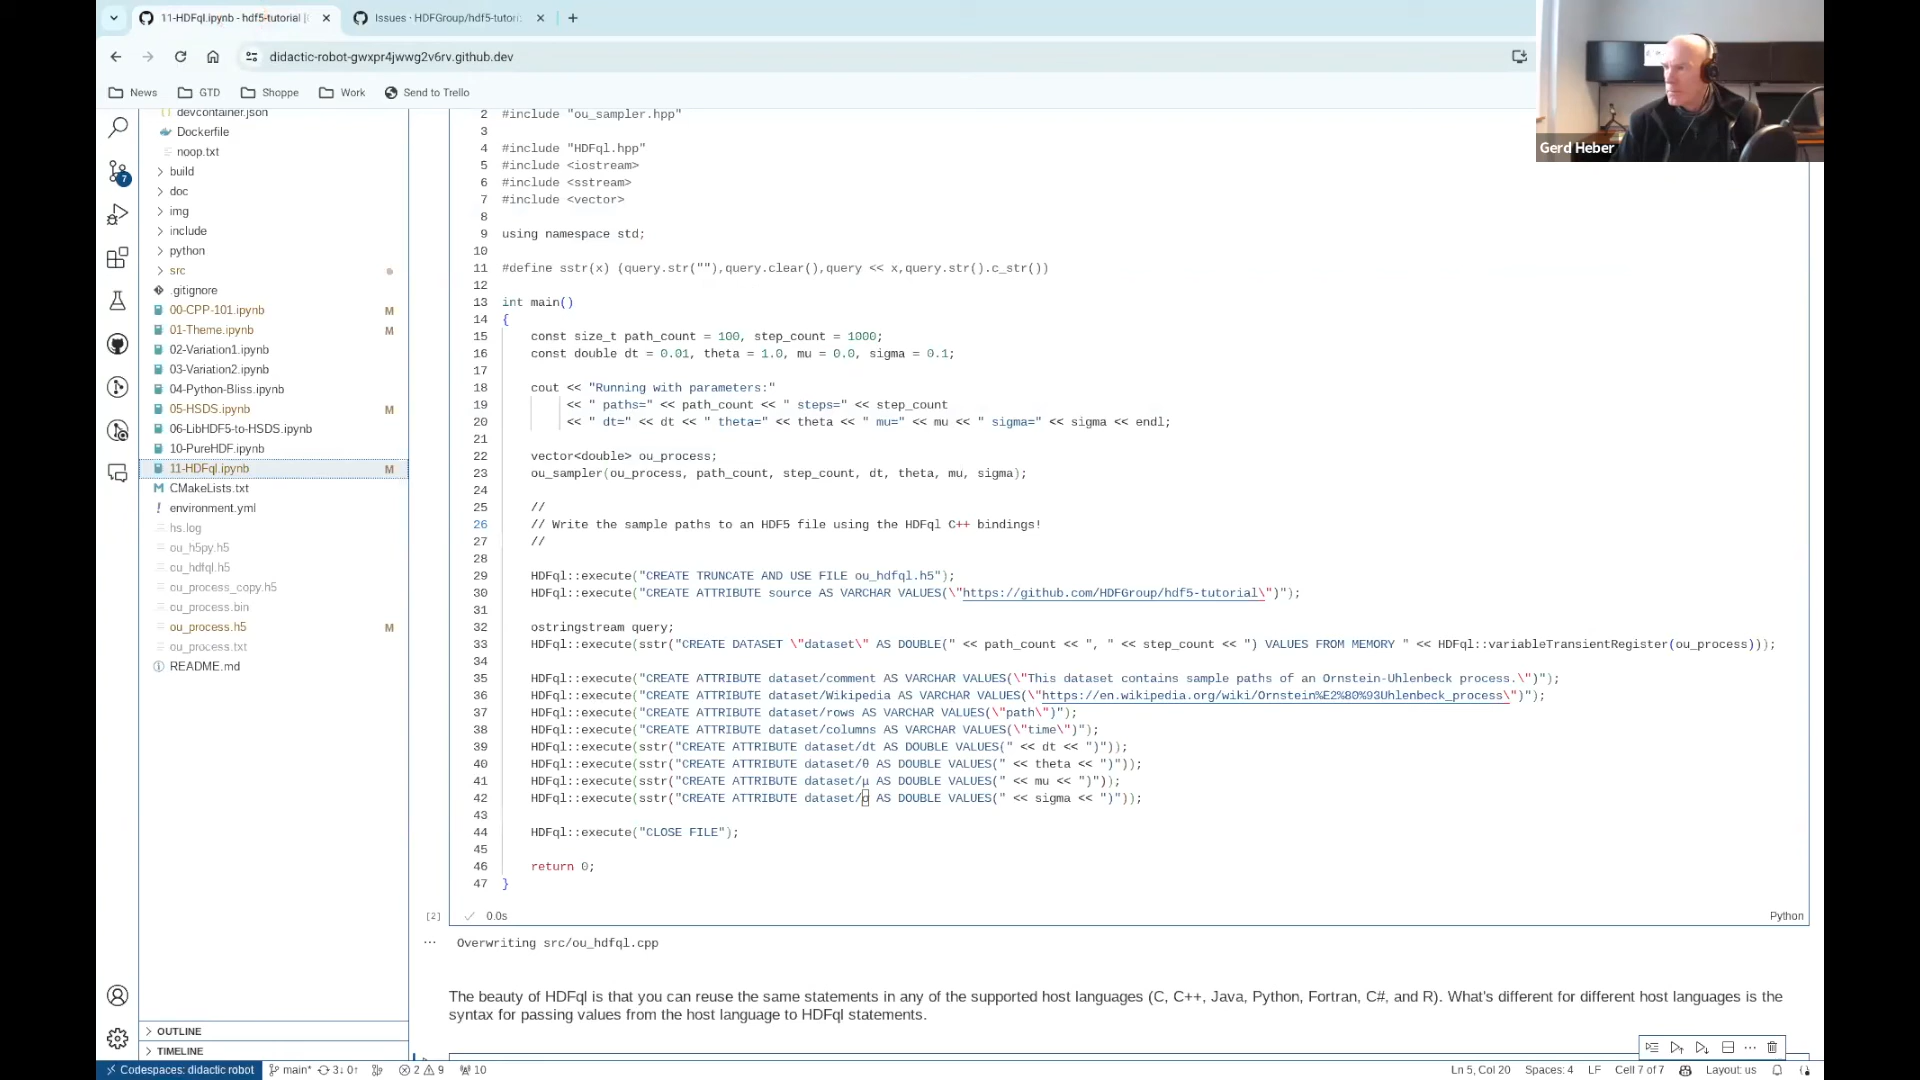 11-HDFql.ipynb - hdf5-tutorial [
Issues · HDFGroup/hdf5-tutori
didactic-robot-gwxpr4jwwg2v6rv.github.dev
News
GTD
Shoppe
Work
Send to Trello
Gerd Heber
7
devcontainer.json
Dockerfile
noop.txt
build
doc
img
include
python
src
.gitignore
00-CPP-101.ipynb M
01-Theme.ipynb M
02-Variation1.ipynb
03-Variation2.ipynb
04-Python-Bliss.ipynb
05-HSDS.ipynb M
06-LibHDF5-to-HSDS.ipynb
10-PureHDF.ipynb
11-HDFql.ipynb M
M CMakeLists.txt
! environment.yml
hs.log
ou_h5py.h5
ou_hdfql.h5
ou_process_copy.h5
ou_process.bin
ou_process.h5 M
ou_process.txt
README.md
OUTLINE
TIMELINE
2 #include "ou_sampler.hpp"
3
4 #include "HDFql.hpp"
5 #include <iostream>
6 #include <sstream>
7 #include <vector>
8
9 using namespace std;
10
11 #define sstr(x) (query.str(""),query.clear(),query << x,query.str().c_str())
12
13 int main()
14 {
15 const size_t path_count = 100, step_count = 1000;
16 const double dt = 0.01, theta = 1.0, mu = 0.0, sigma = 0.1;
17
18 cout << "Running with parameters:"
19 << " paths=" << path_count << " steps=" << step_count
20 << " dt=" << dt << " theta=" << theta << " mu=" << mu << " sigma=" << sigma << endl;
21
22 vector<double> ou_process;
23 ou_sampler(ou_process, path_count, step_count, dt, theta, mu, sigma);
24
25 //
26 // Write the sample paths to an HDF5 file using the HDFql C++ bindings!
27 //
28
29 HDFql::execute("CREATE TRUNCATE AND USE FILE ou_hdfql.h5");
30 HDFql::execute("CREATE ATTRIBUTE source AS VARCHAR VALUES(\"https://github.com/HDFGroup/hdf5-tutorial\")");
31
32 ostringstream query;
33 HDFql::execute(sstr("CREATE DATASET \"dataset\" AS DOUBLE(" << path_count << ", " << step_count << ") VALUES FROM MEMORY " << HDFql::variableTransientRegister(ou_process)));
34
35 HDFql::execute("CREATE ATTRIBUTE dataset/comment AS VARCHAR VALUES(\"This dataset contains sample paths of an Ornstein-Uhlenbeck process.\")");
36 HDFql::execute("CREATE ATTRIBUTE dataset/Wikipedia AS VARCHAR VALUES(\"https://en.wikipedia.org/wiki/Ornstein%E2%80%93Uhlenbeck_process\")");
37 HDFql::execute("CREATE ATTRIBUTE dataset/rows AS VARCHAR VALUES(\"path\")");
38 HDFql::execute("CREATE ATTRIBUTE dataset/columns AS VARCHAR VALUES(\"time\")");
39 HDFql::execute(sstr("CREATE ATTRIBUTE dataset/dt AS DOUBLE VALUES(" << dt << ")"));
40 HDFql::execute(sstr("CREATE ATTRIBUTE dataset/θ AS DOUBLE VALUES(" << theta << ")"));
41 HDFql::execute(sstr("CREATE ATTRIBUTE dataset/μ AS DOUBLE VALUES(" << mu << ")"));
42 HDFql::execute(sstr("CREATE ATTRIBUTE dataset/σ AS DOUBLE VALUES(" << sigma << ")"));
43
44 HDFql::execute("CLOSE FILE");
45
46 return 0;
47 }
[2] 0.0s Python
Overwriting src/ou_hdfql.cpp
The beauty of HDFql is that you can reuse the same statements in any of the supported host languages (C, C++, Java, Python, Fortran, C#, and R). What's different for different host languages is the
syntax for passing values from the host language to HDFql statements.
Codespaces: didactic robot main* 3↓ 0↑ 2 9 10 Ln 5, Col 20 Spaces: 4 LF Cell 7 of 7 Layout: us